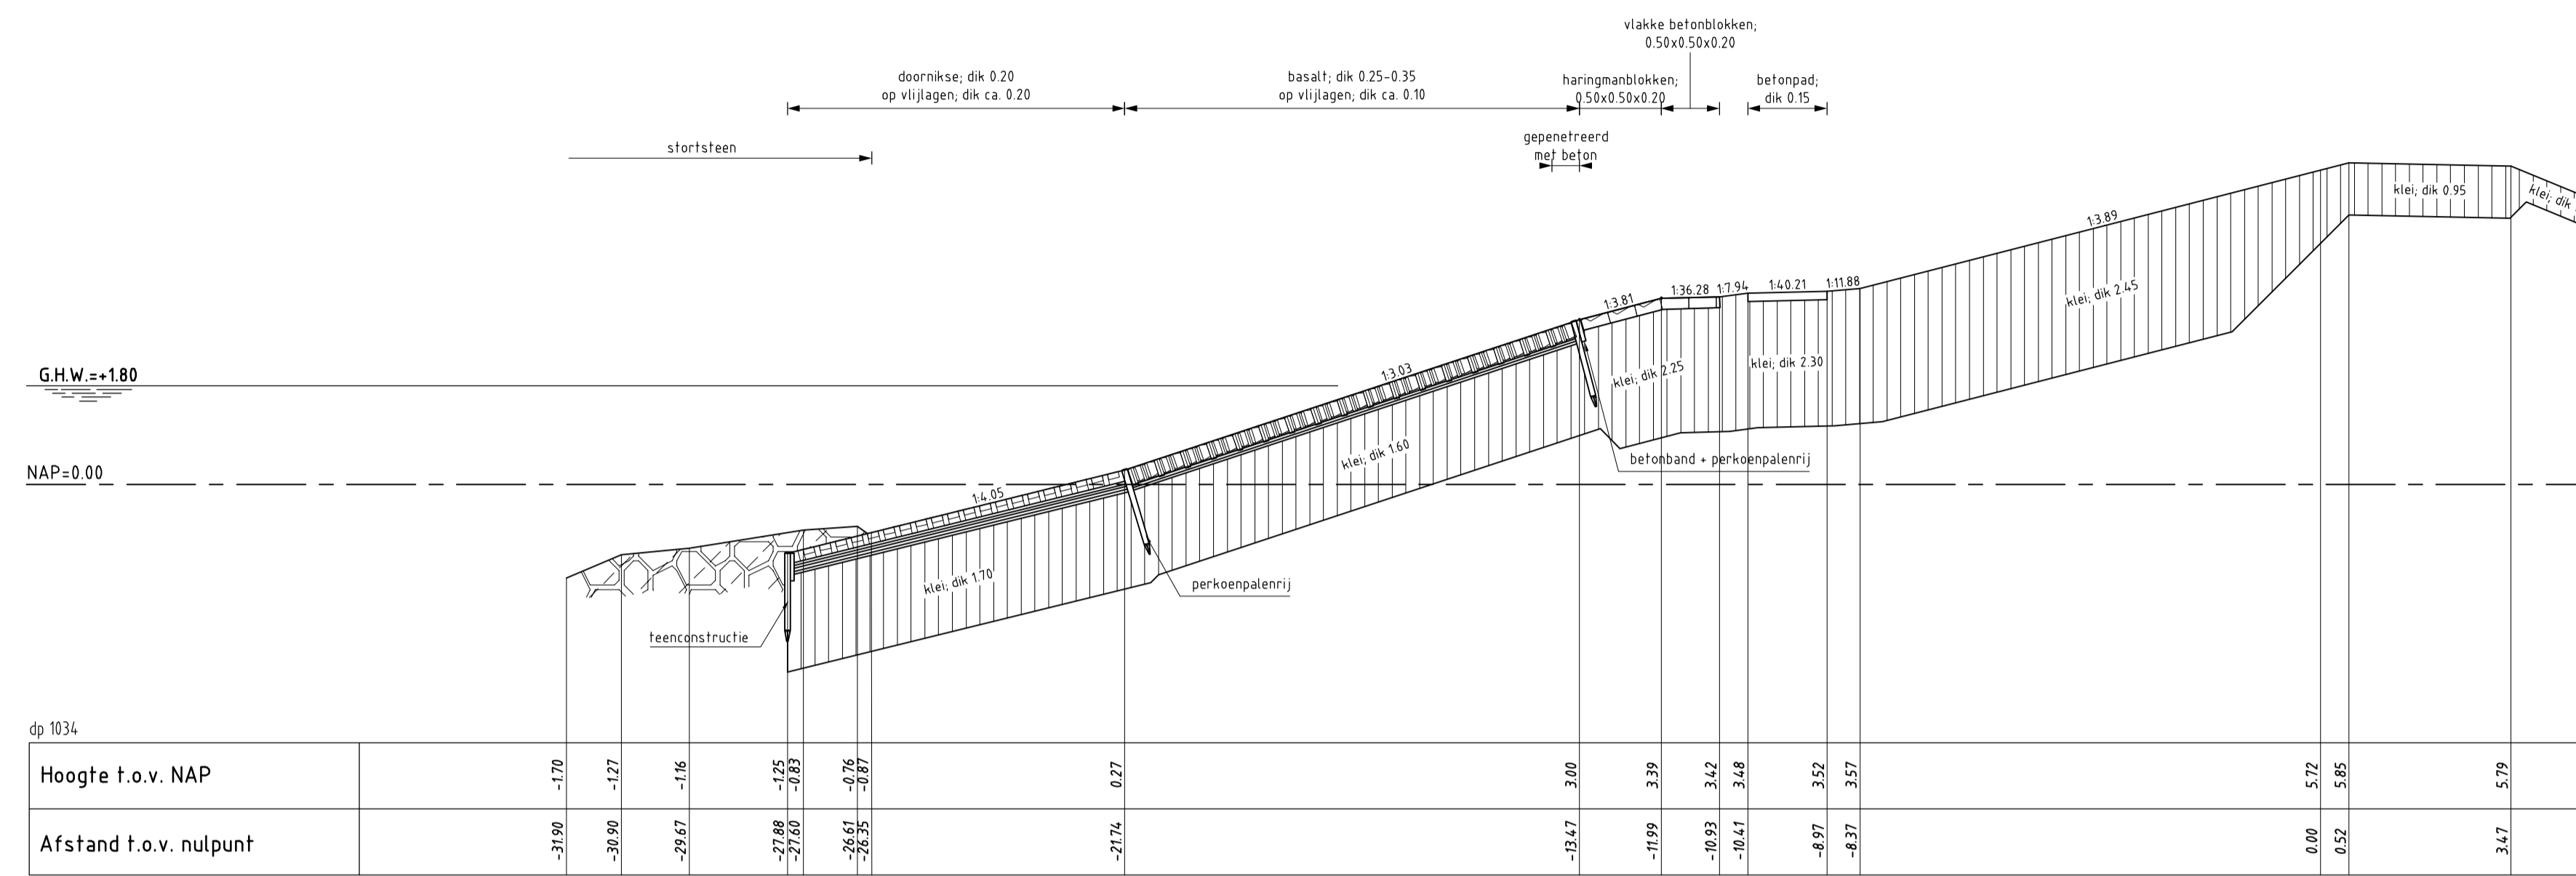 vlakke betonblokken;
0.50x0.50x0.20
doornikse; dik 0.20
op vlijlagen; dik ca. 0.20
basalt; dik 0.25-0.35
op vlijlagen; dik ca. 0.10
haringmanblokken;
0.50x0.50x0.20
betonpad;
dik 0.15
stortsteen
gepenetreerd
met beton
klei; dik 0.95
klei; dik
1:3.89
1:3.81
1:36.28
1:7.94
1:40.21
1:11.88
klei; dik 2.45
G.H.W.=+1.80
1:3.03
klei; dik 2.25
klei; dik 2.30
klei; dik 1.60
betonband + perkoenpalenrij
NAP=0.00
1:4.05
klei; dik 1.70
perkoenpalenrij
teenconstructie
dp 1034
Hoogte t.o.v. NAP
-1.70
-1.27
-1.16
-1.25
-0.83
-0.76
-0.87
0.27
3.00
3.39
3.42
3.48
3.52
3.57
5.72
5.85
5.79
Afstand t.o.v. nulpunt
-31.90
-30.90
-29.67
-27.88
-27.60
-26.61
-26.35
-21.74
-13.47
-11.99
-10.93
-10.41
-8.97
-8.37
0.00
0.52
3.47